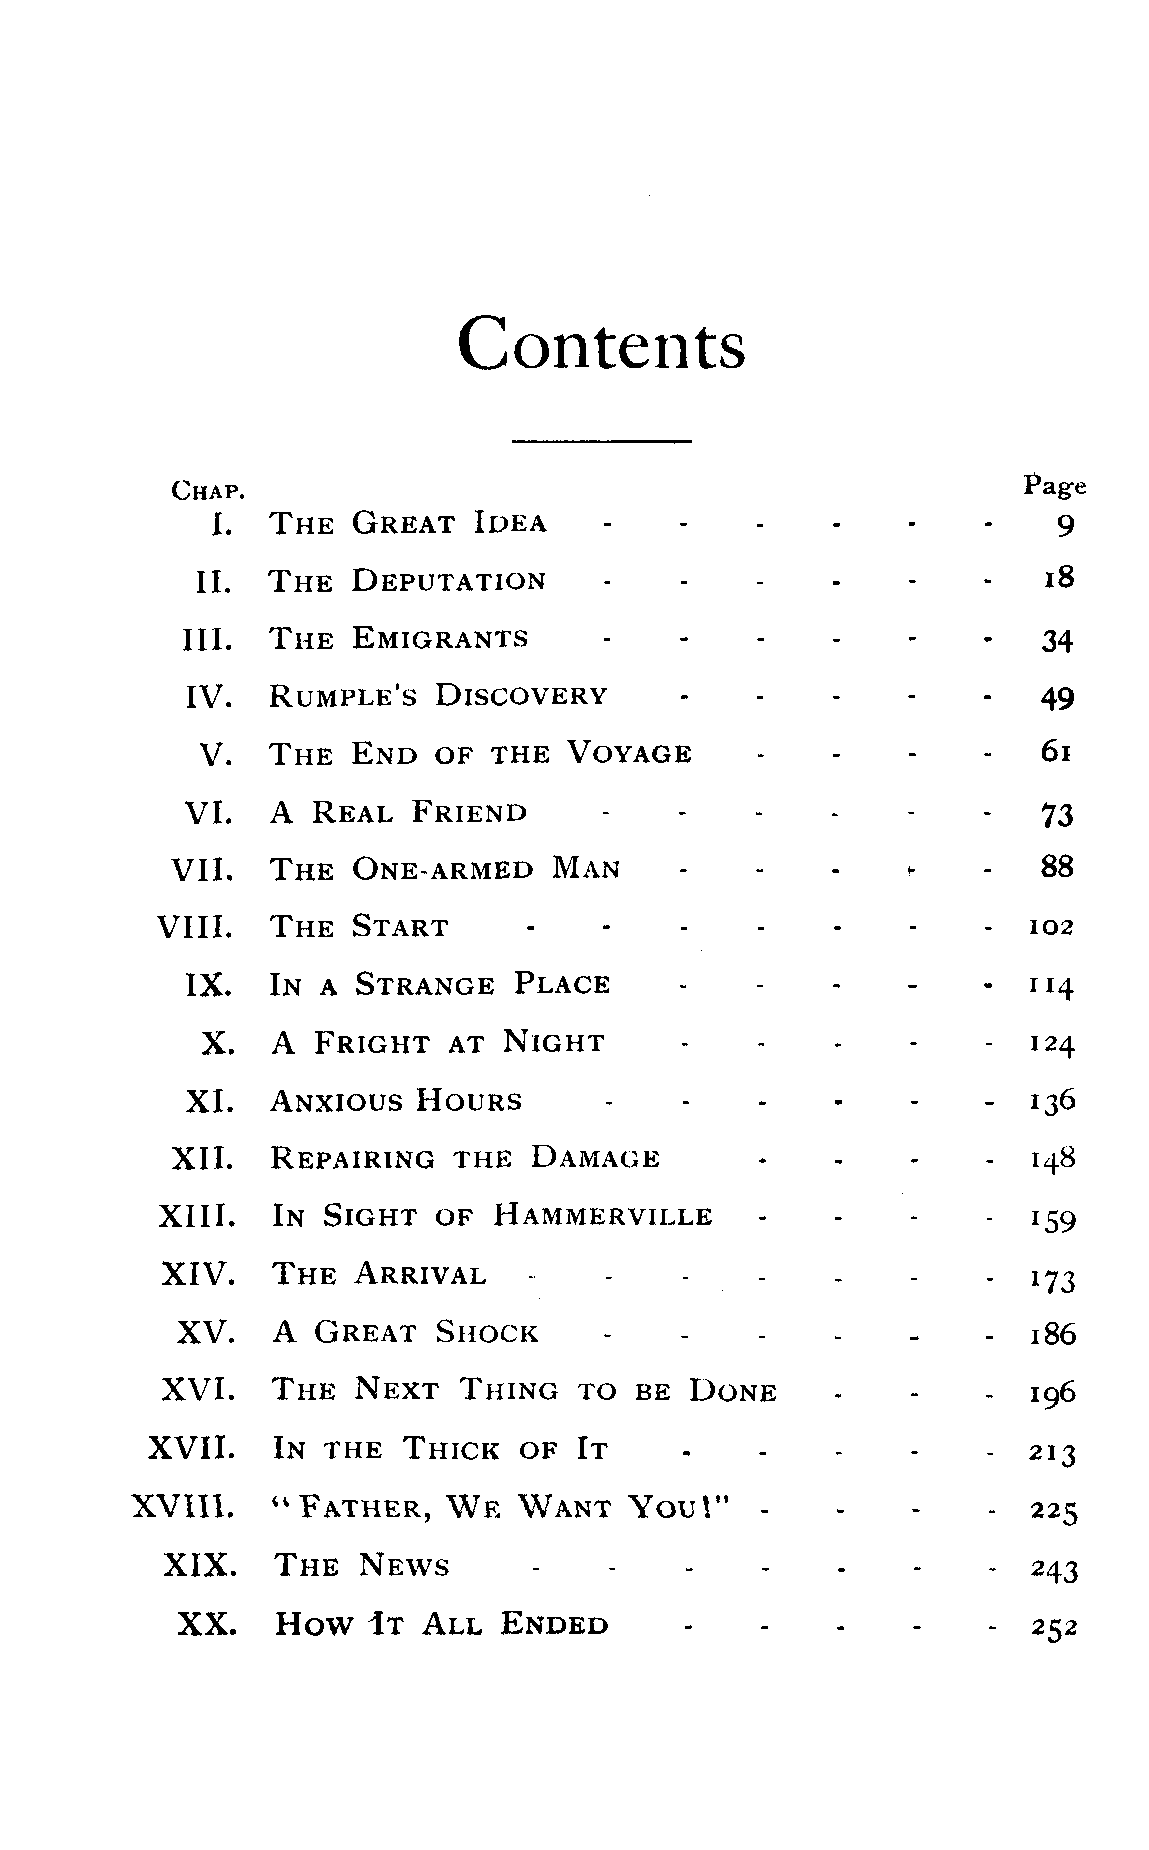 Contents
Chap. Page
I. The Great Idea - - - - - - 9
II. The Deputation - - - - - - 18
III. The Emigrants - - - - - - 34
IV. Rumple's Discovery - - - - - 49
V. The End of the Voyage - - - - 61
VI. A Real Friend - - - - - - 73
VII. The One-armed Man - - - - - 88
VIII. The Start - - - - - - - 102
IX. In a Strange Place - - - - - 114
X. A Fright at Night - - - - - 124
XI. Anxious Hours - - - - - - 136
XII. Repairing the Damage - - - - 148
XIII. In Sight of Hammerville - - - - 159
XIV. The Arrival - - - - - - - 173
XV. A Great Shock - - - - - - 186
XVI. The Next Thing to be Done - - - 196
XVII. In the Thick of It - - - - - 213
XVIII. "Father, We Want You!" - - - - 225
XIX. The News - - - - - - - 243
XX. How It All Ended - - - - - 252